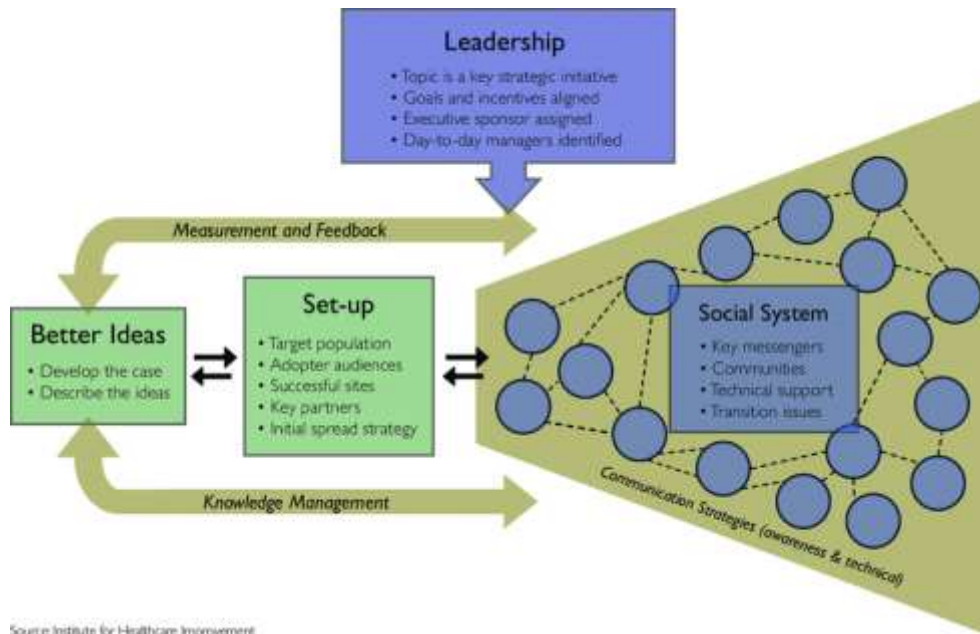 Leadership
• Topic is a key strategic initiative
• Goals and incentives aligned
• Executive sponsor assigned
• Day-to-day managers identified
Measurement and Feedback
Better Ideas
• Develop the case
• Describe the ideas
Set-up
• Target population
• Adopter audiences
• Successful sites
• Key partners
• Initial spread strategy
Social System
• Key messengers
• Communities
• Technical support
• Transition issues
Knowledge Management
Communication Strategies (awareness & technical)
Source: Institute for Healthcare Improvement